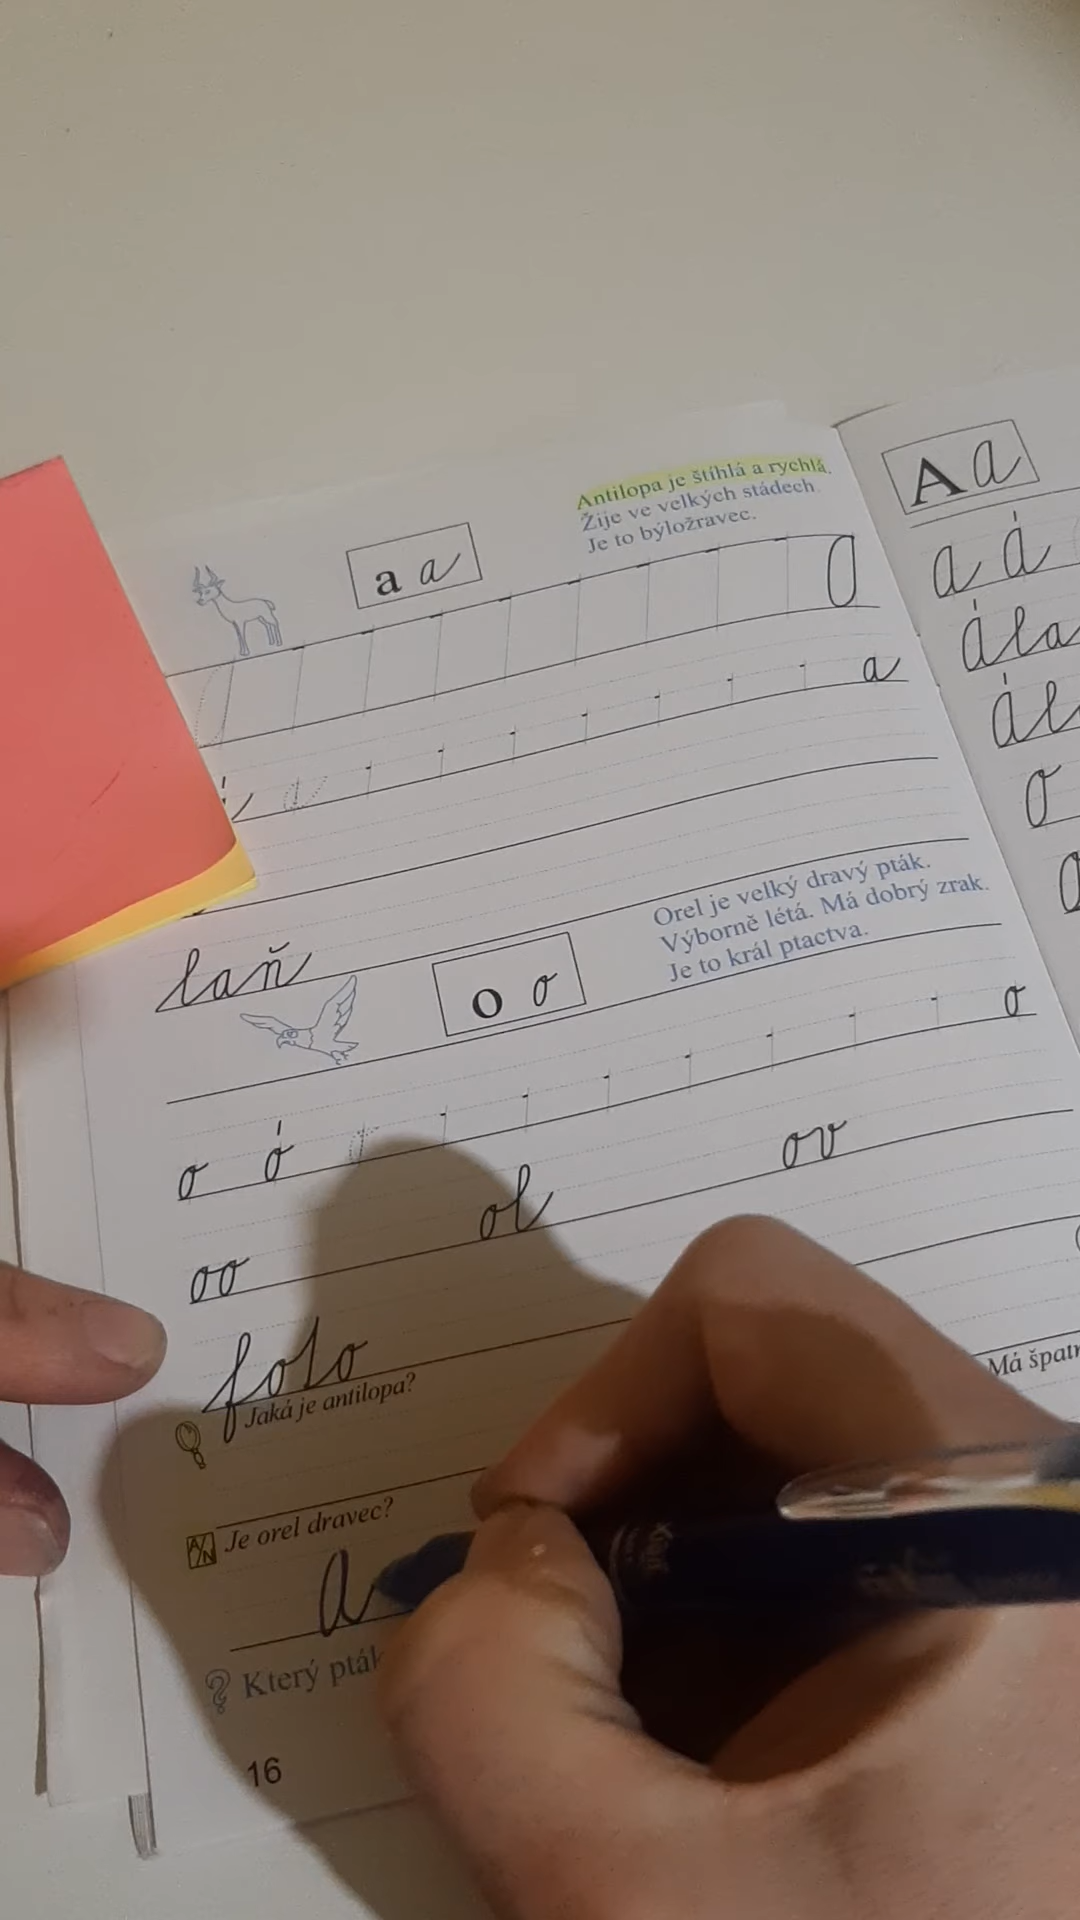 a a
Antilopa je štíhlá a rychlá.
Žije ve velkých stádech.
Je to býložravec.
a
laň
o o
Orel je velký dravý pták.
Výborně létá. Má dobrý zrak.
Je to král ptactva.
o
o ó
oo ol ov
folo
Jaká je antilopa?
A/N Je orel dravec?
a
Který pták
16
A a
a á
o
Má špatn